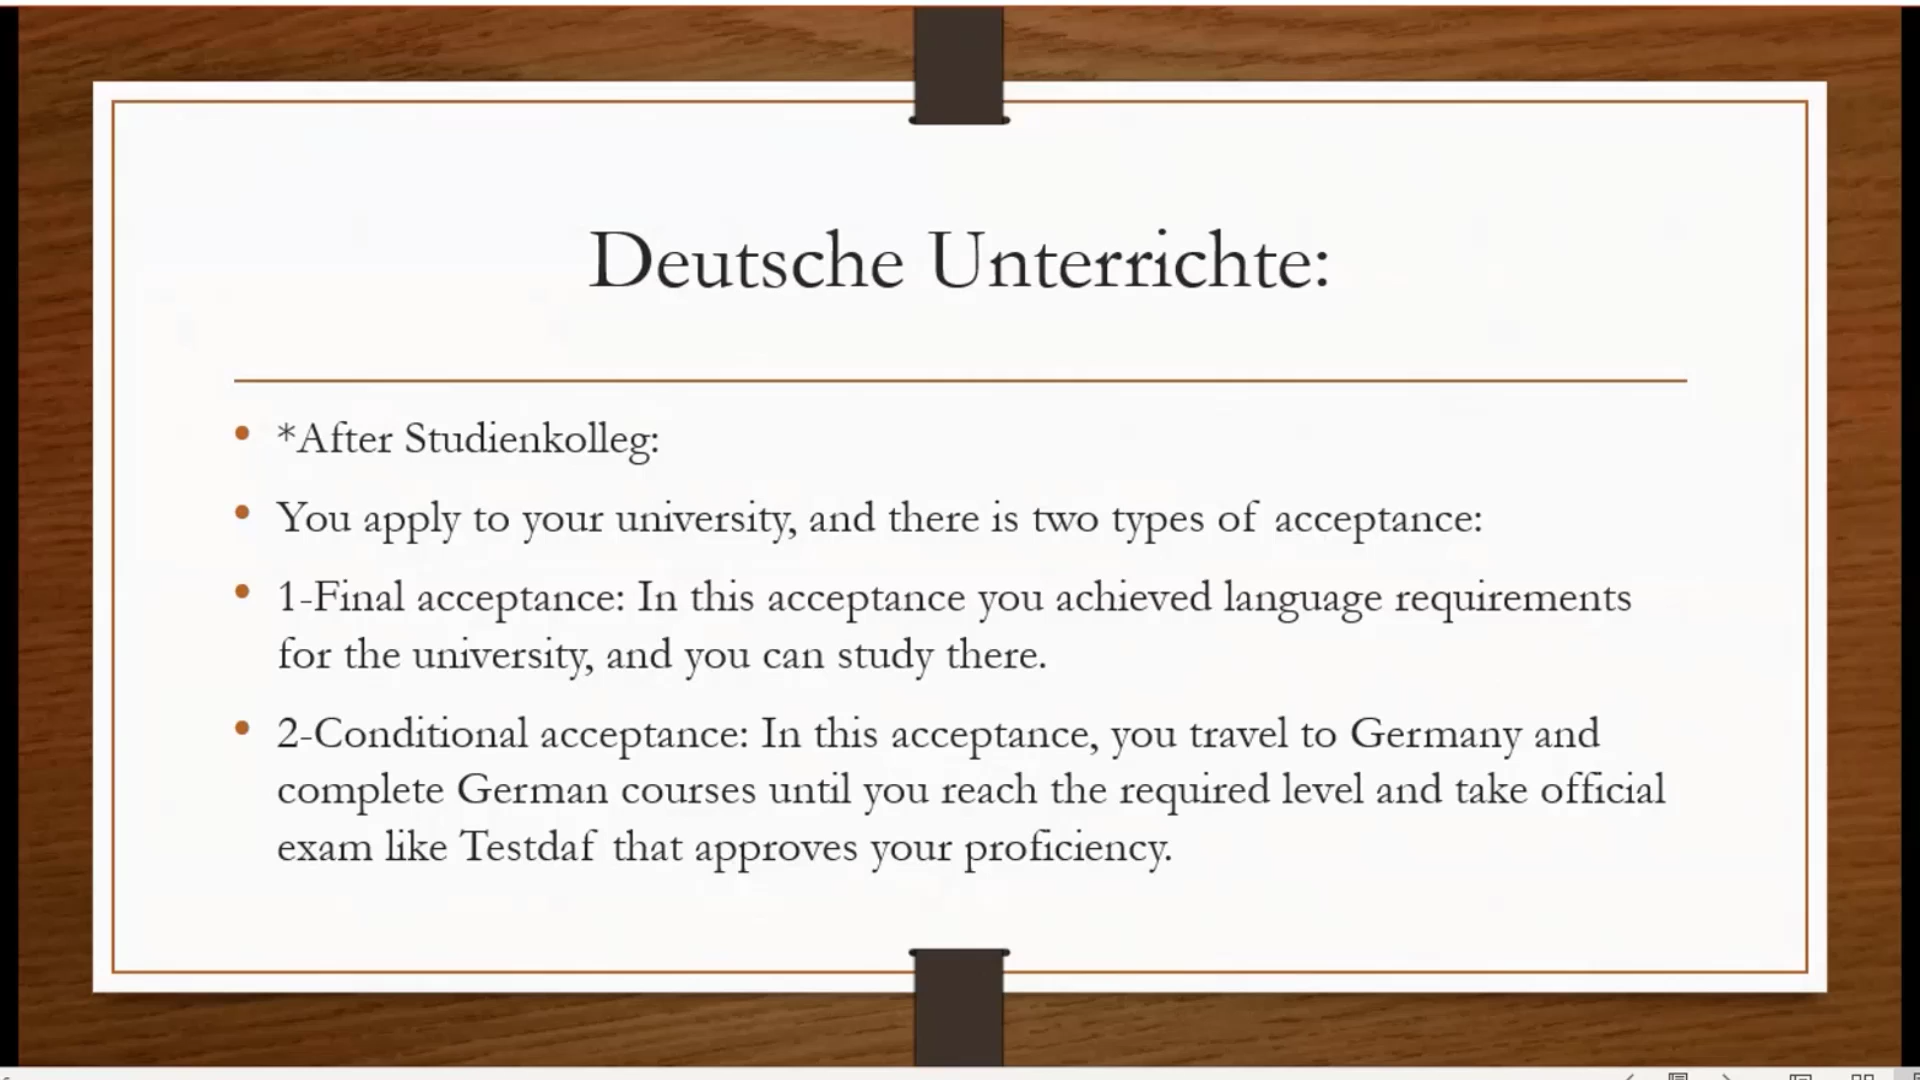 Deutsche Unterrichte:
*After Studienkolleg:
You apply to your university, and there is two types of acceptance:
1-Final acceptance: In this acceptance you achieved language requirements
for the university, and you can study there.
2-Conditional acceptance: In this acceptance, you travel to Germany and
complete German courses until you reach the required level and take official
exam like Testdaf that approves your proficiency.